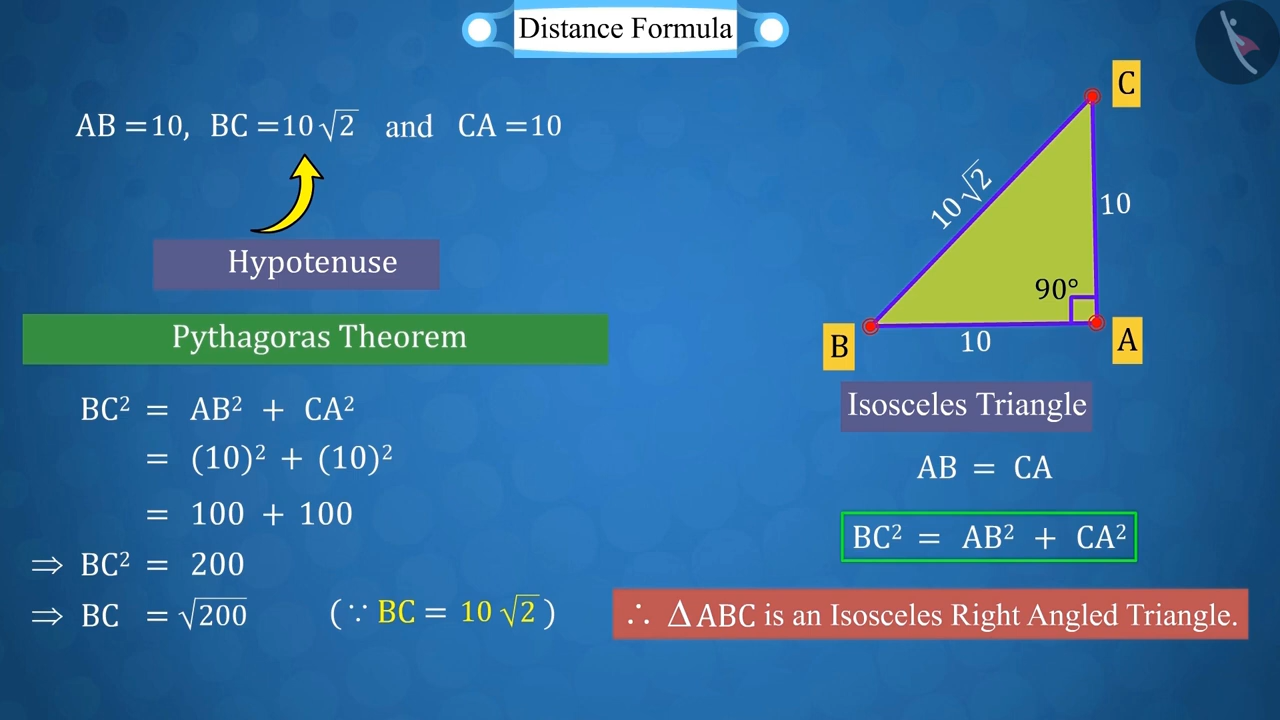 Distance Formula
AB = 10, BC = 10 √2 and CA = 10
Hypotenuse
Pythagoras Theorem
BC² = AB² + CA²
= (10)² + (10)²
= 100 + 100
⇒ BC² = 200
⇒ BC = √200 (∵ BC = 10 √2)
C
10 √2
10
90°
B
10
A
Isosceles Triangle
AB = CA
BC² = AB² + CA²
∴ Δ ABC is an Isosceles Right Angled Triangle.